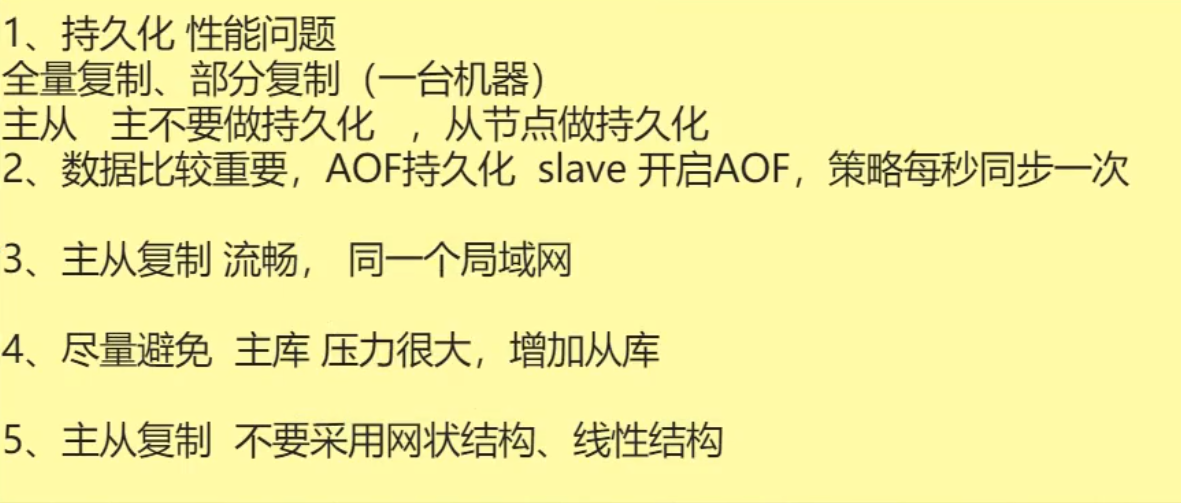 1、持久化 性能问题
全量复制、部分复制（一台机器）
主从   主不要做持久化   ，从节点做持久化
2、数据比较重要，AOF持久化  slave 开启AOF，策略每秒同步一次
3、主从复制 流畅， 同一个局域网
4、尽量避免  主库 压力很大，增加从库
5、主从复制  不要采用网状结构、线性结构